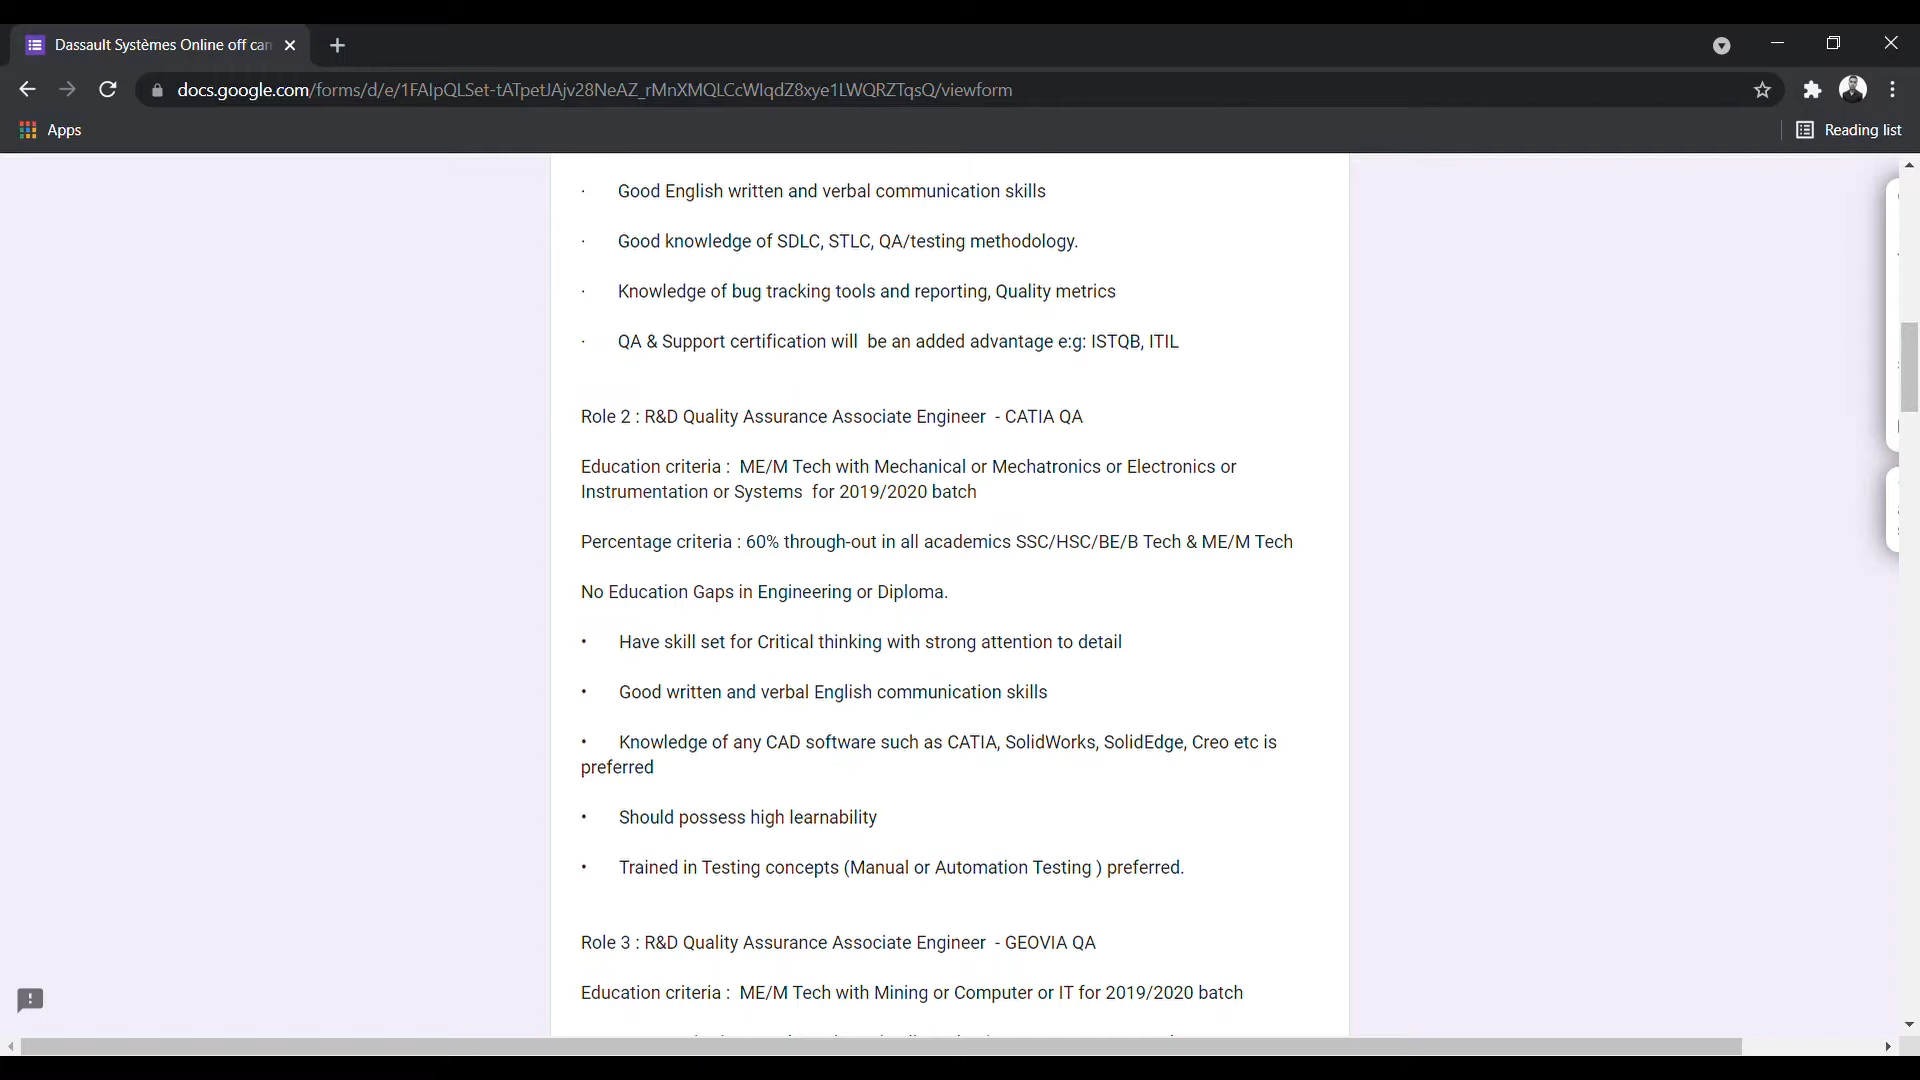 Dassault Systèmes Online off can
docs.google.com/forms/d/e/1FAIpQLSet-tATpetJAjv28NeAZ_rMnXMQLCcWIqdZ8xye1LWQRZTqsQ/viewform
Apps
Reading list
· Good English written and verbal communication skills
· Good knowledge of SDLC, STLC, QA/testing methodology.
· Knowledge of bug tracking tools and reporting, Quality metrics
· QA & Support certification will  be an added advantage e:g: ISTQB, ITIL
Role 2 : R&D Quality Assurance Associate Engineer  - CATIA QA
Education criteria :  ME/M Tech with Mechanical or Mechatronics or Electronics or
Instrumentation or Systems  for 2019/2020 batch
Percentage criteria : 60% through-out in all academics SSC/HSC/BE/B Tech & ME/M Tech
No Education Gaps in Engineering or Diploma.
• Have skill set for Critical thinking with strong attention to detail
• Good written and verbal English communication skills
• Knowledge of any CAD software such as CATIA, SolidWorks, SolidEdge, Creo etc is
preferred
• Should possess high learnability
• Trained in Testing concepts (Manual or Automation Testing ) preferred.
Role 3 : R&D Quality Assurance Associate Engineer  - GEOVIA QA
Education criteria :  ME/M Tech with Mining or Computer or IT for 2019/2020 batch